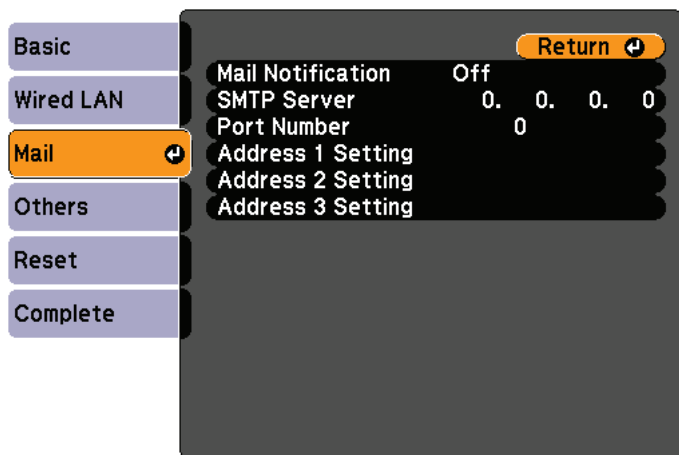 Basic
Wired LAN
Mail
Others
Reset
Complete
Return
Mail Notification Off
SMTP Server 0. 0. 0. 0
Port Number 0
Address 1 Setting
Address 2 Setting
Address 3 Setting